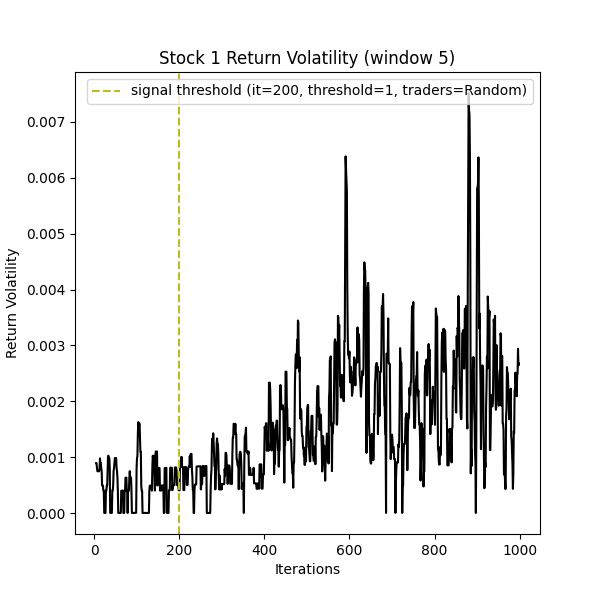 Stock 1 Return Volatility (window 5)
signal threshold (it=200, threshold=1, traders=Random)
0.007
0.006
0.005
0.004
0.003
0.002
0.001
0.000
Return Volatility
0 200 400 600 800 1000
Iterations